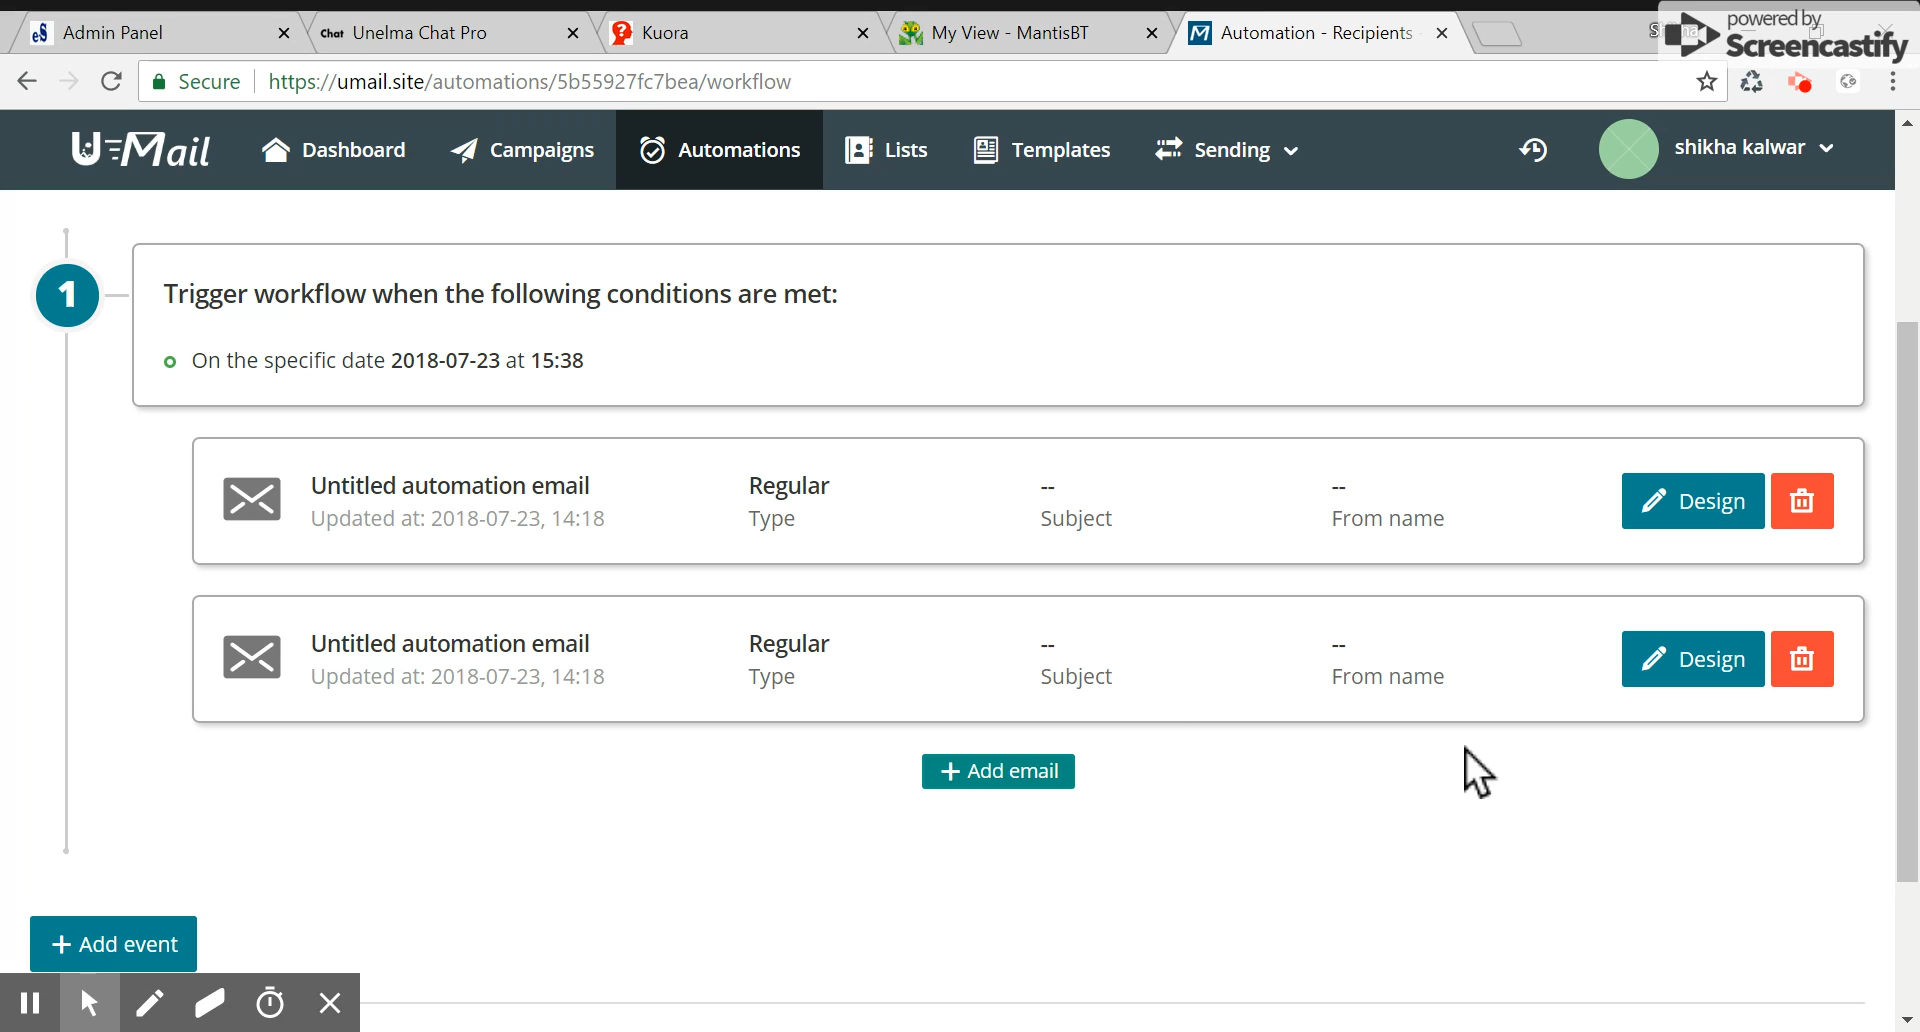 Admin Panel
Chat Unelma Chat Pro
Kuora
My View - MantisBT
Automation - Recipients
powered by
Screencastify
Secure
https://umail.site/automations/5b55927fc7bea/workflow
U-Mail
Dashboard
Campaigns
Automations
Lists
Templates
Sending
shikha kalwar
1
Trigger workflow when the following conditions are met:
On the specific date 2018-07-23 at 15:38
Untitled automation email
Regular
--
--
Design
Updated at: 2018-07-23, 14:18
Type
Subject
From name
Untitled automation email
Regular
--
--
Design
Updated at: 2018-07-23, 14:18
Type
Subject
From name
+ Add email
+ Add event